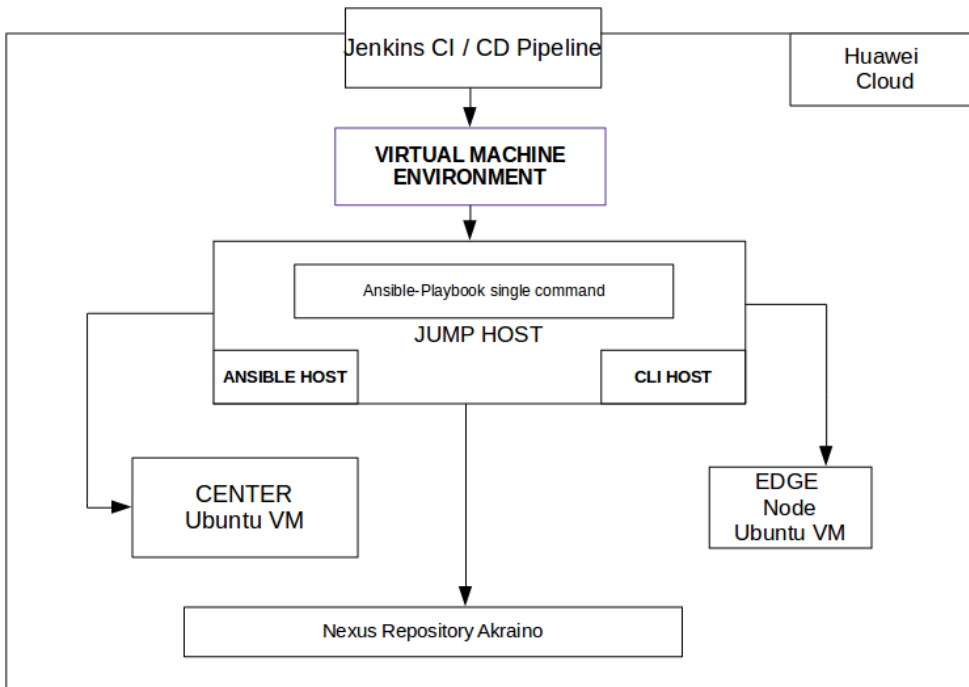 Jenkins CI / CD Pipeline
Huawei
Cloud
VIRTUAL MACHINE
ENVIRONMENT
Ansible-Playbook single command
JUMP HOST
ANSIBLE HOST
CLI HOST
CENTER
Ubuntu VM
EDGE
Node
Ubuntu VM
Nexus Repository Akraino